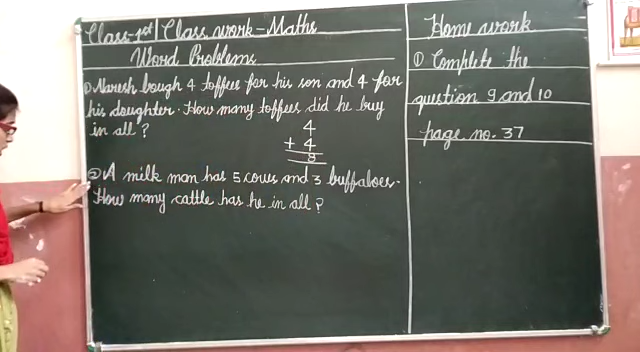 Class-1st | Class work-Maths
Word Problems
① Naresh bough 4 toffees for his son and 4 for
his daughter. How many toffees did he buy
in all ?
4
+ 4
8
② A milk man has 5 cows and 3 buffaloes.
How many cattle has he in all ?
Home work
① Complete the
question 9 and 10
page no. 37